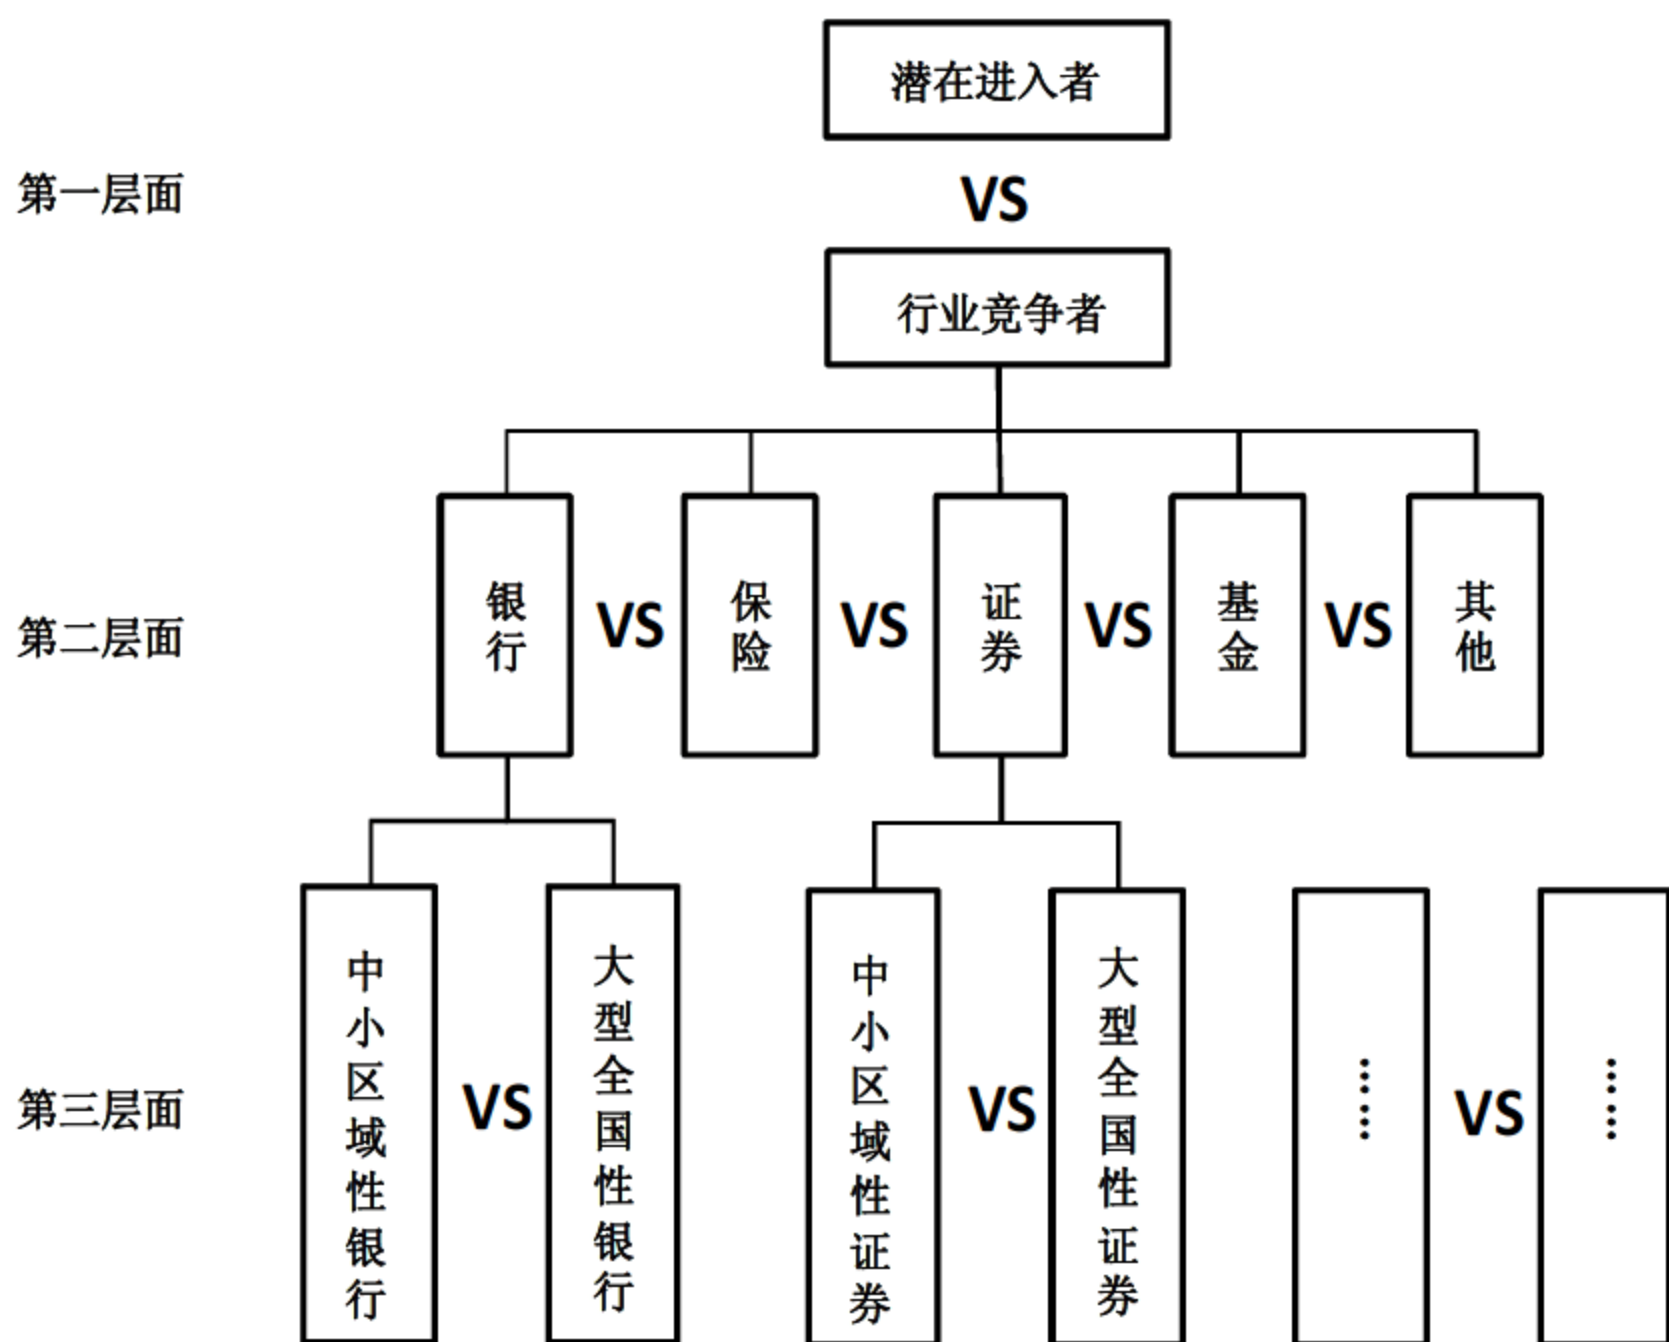 潜在进入者
第一层面
VS
行业竞争者
第二层面
银行
VS
保险
VS
证券
VS
基金
VS
其他
第三层面
中小区域性银行
VS
大型全国性银行
中小区域性证券
VS
大型全国性证券
……
VS
……